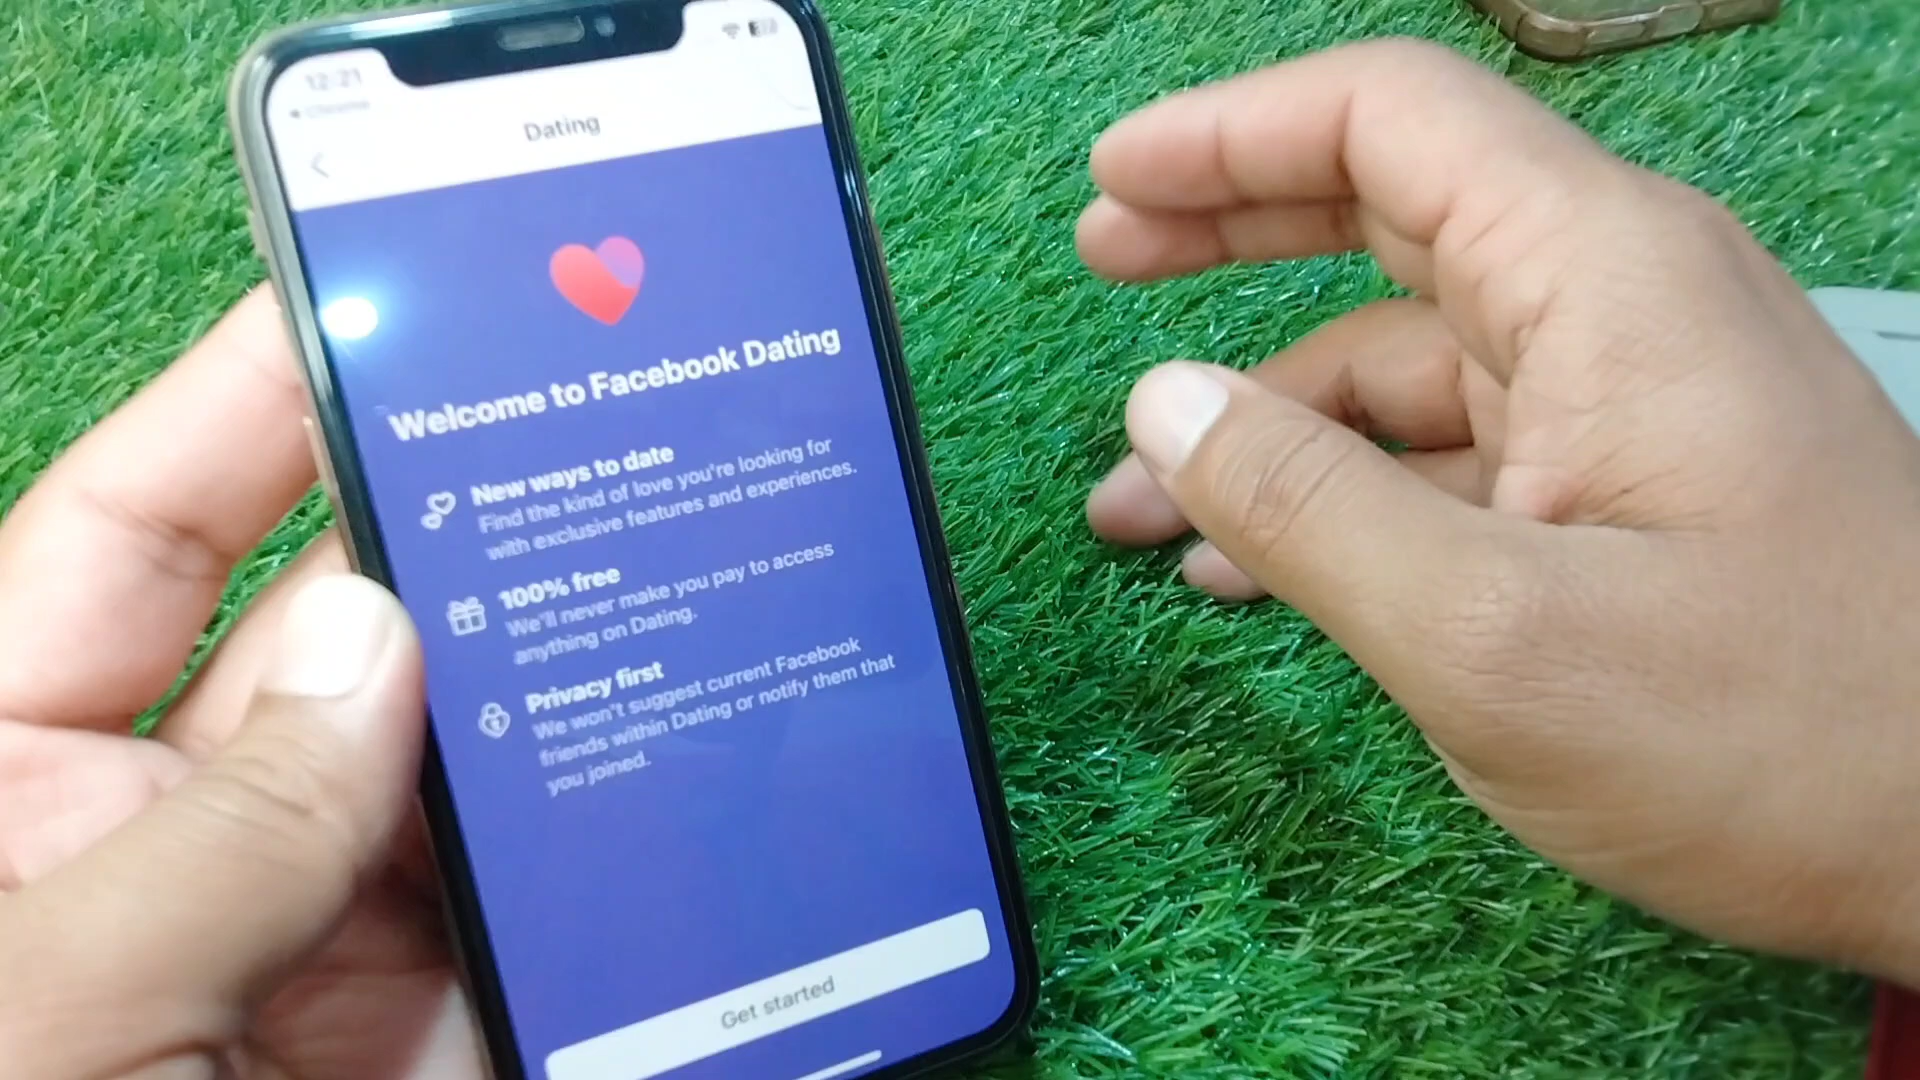 12:21
Chrome
Dating
Welcome to Facebook Dating
New ways to date
Find the kind of love you're looking for
with exclusive features and experiences.
100% free
We'll never make you pay to access
anything on Dating.
Privacy first
We won't suggest current Facebook
friends within Dating or notify them that
you joined.
Get started